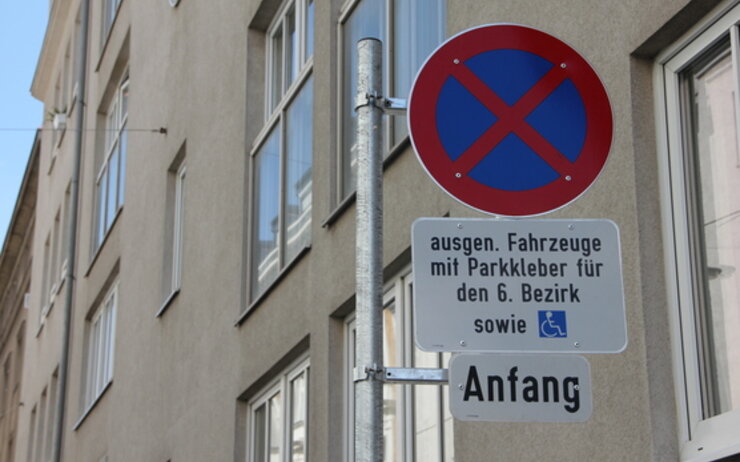 ausgen. Fahrzeuge
mit Parkkleber für
den 6. Bezirk
sowie
Anfang